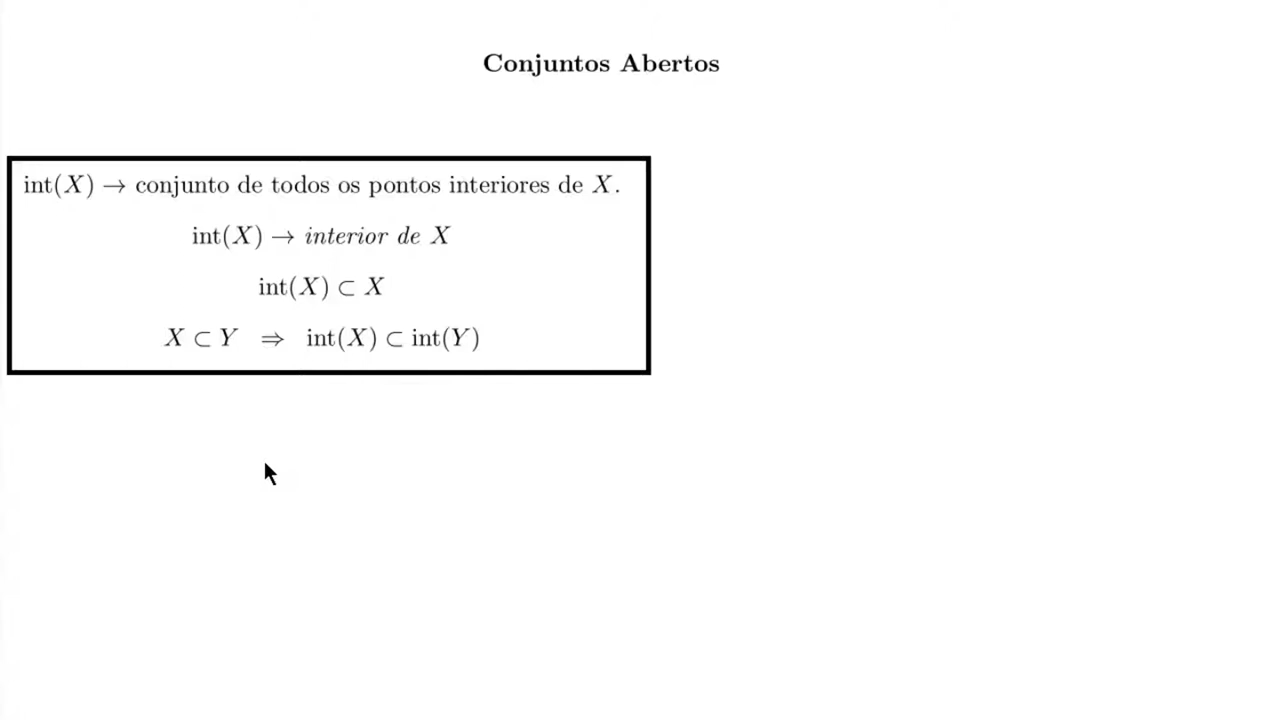 Conjuntos Abertos
int(X) → conjunto de todos os pontos interiores de X.
int(X) → interior de X
int(X) ⊂ X
X ⊂ Y ⇒ int(X) ⊂ int(Y)